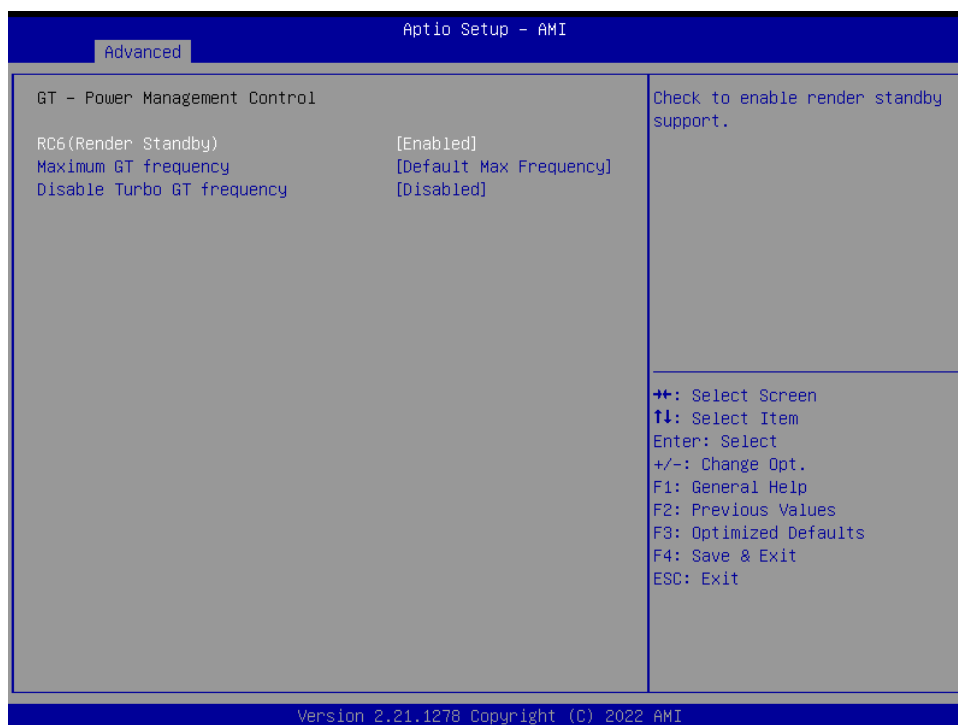 Aptio Setup – AMI
Advanced
GT – Power Management Control
RC6(Render Standby) [Enabled]
Maximum GT frequency [Default Max Frequency]
Disable Turbo GT frequency [Disabled]
Check to enable render standby
support.
→←: Select Screen
↑↓: Select Item
Enter: Select
+/-: Change Opt.
F1: General Help
F2: Previous Values
F3: Optimized Defaults
F4: Save & Exit
ESC: Exit
Version 2.21.1278 Copyright (C) 2022 AMI